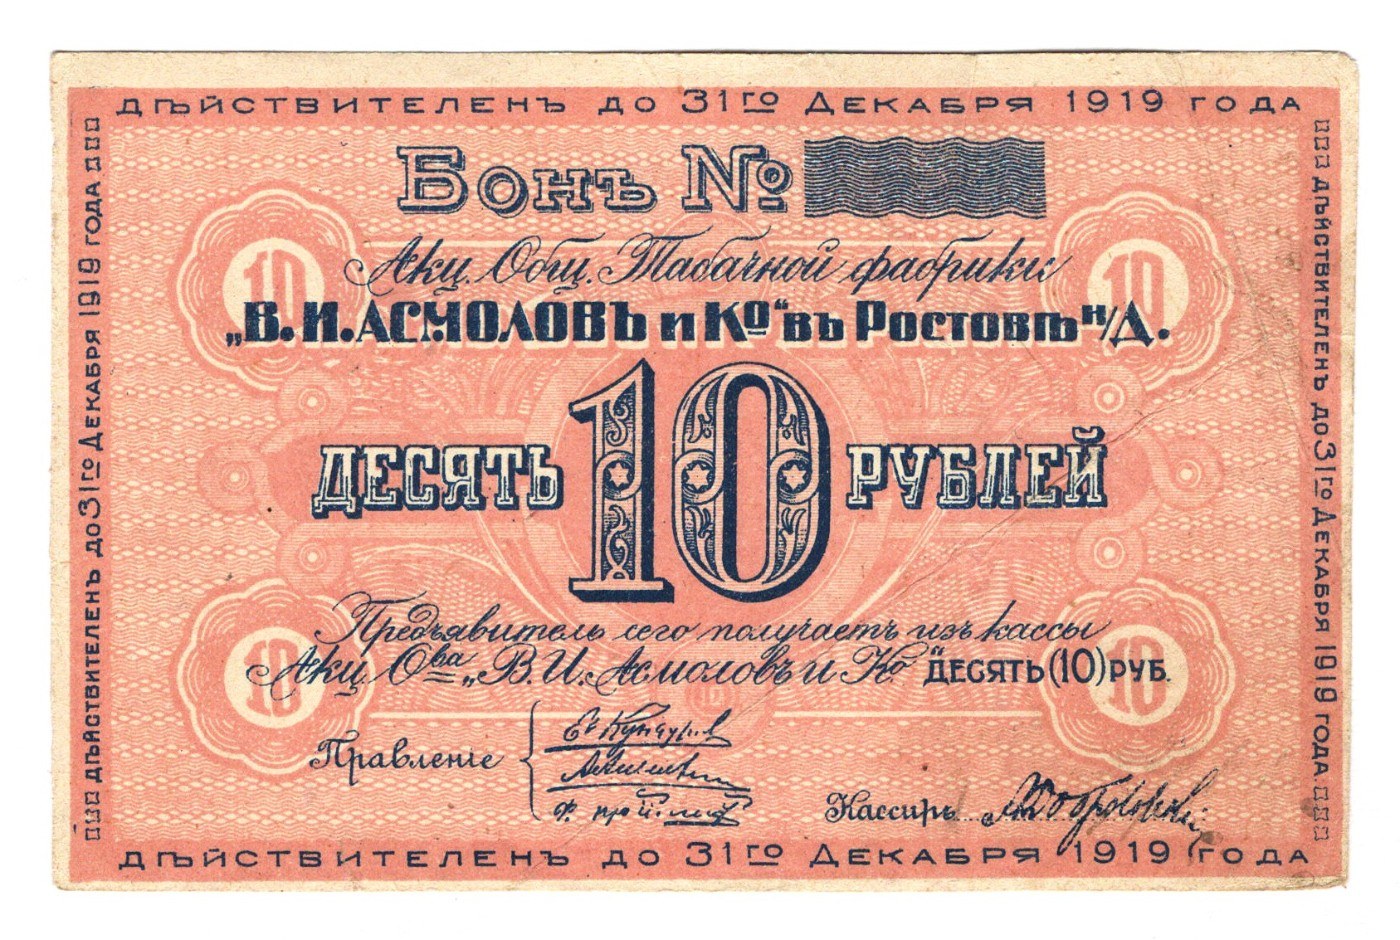 ДѢЙСТВИТЕЛЕНЪ ДО 31ГО ДЕКАБРЯ 1919 ГОДА
ДѢЙСТВИТЕЛЕНЪ ДО 31ГО ДЕКАБРЯ 1919 ГОДА
ДѢЙСТВИТЕЛЕНЪ ДО 31ГО ДЕКАБРЯ 1919 ГОДА
Бонъ №
Акц. Общ. Табачной фабрики
10
10
„В. И. АСМОЛОВЪ и Ко“ въ Ростовѣ н/Д.
ДЕСЯТЬ 10 РУБЛЕЙ
Предъявитель сего получаетъ изъ кассы
Акц. Ова „В. И. Асмоловъ и Ко“ ДЕСЯТЬ (10) РУБ.
10
10
Правленіе
Кассиръ
ДѢЙСТВИТЕЛЕНЪ ДО 31ГО ДЕКАБРЯ 1919 ГОДА